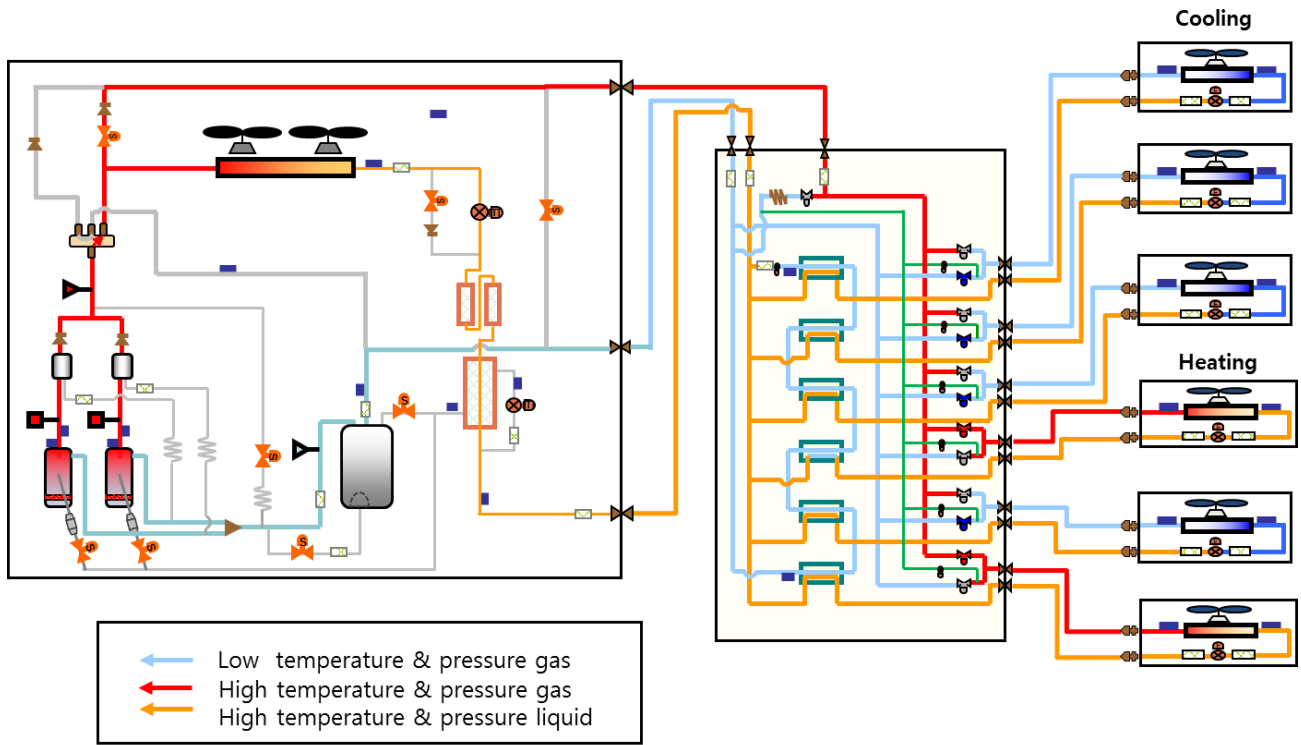 Cooling
Heating
S
S
S
S
S
S
S
S
Low temperature & pressure gas
High temperature & pressure gas
High temperature & pressure liquid